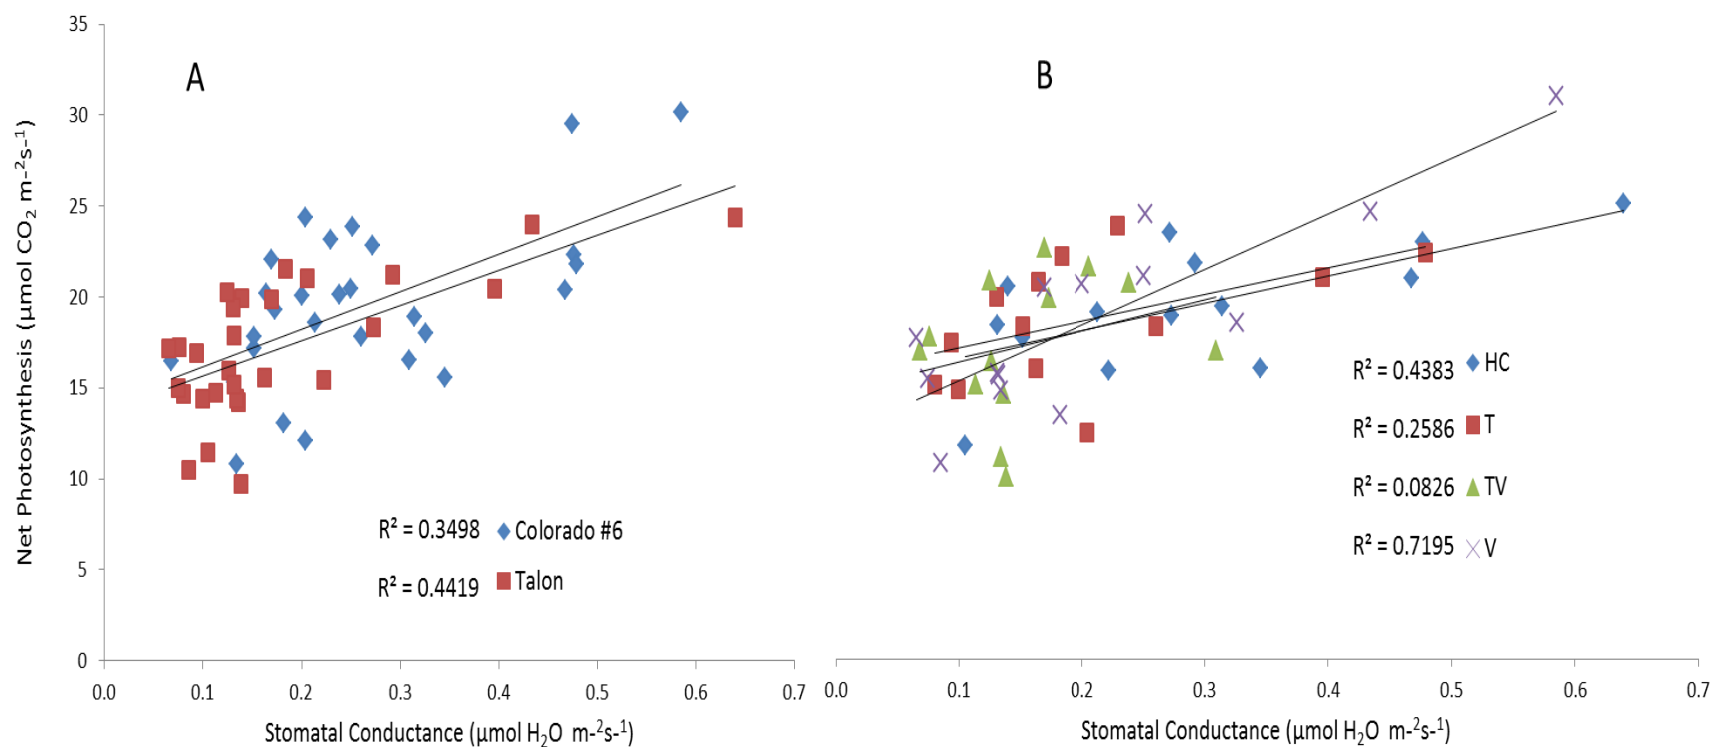 Net Photosynthesis (µmol CO₂ m-²s-¹)
35
30
25
20
15
10
5
0
A
R² = 0.3498 Colorado #6
R² = 0.4419 Talon
0.0 0.1 0.2 0.3 0.4 0.5 0.6 0.7
Stomatal Conductance (µmol H₂O m-²s-¹)
B
R² = 0.4383 HC
R² = 0.2586 T
R² = 0.0826 TV
R² = 0.7195 V
0.0 0.1 0.2 0.3 0.4 0.5 0.6 0.7
Stomatal Conductance (µmol H₂O m-²s-¹)